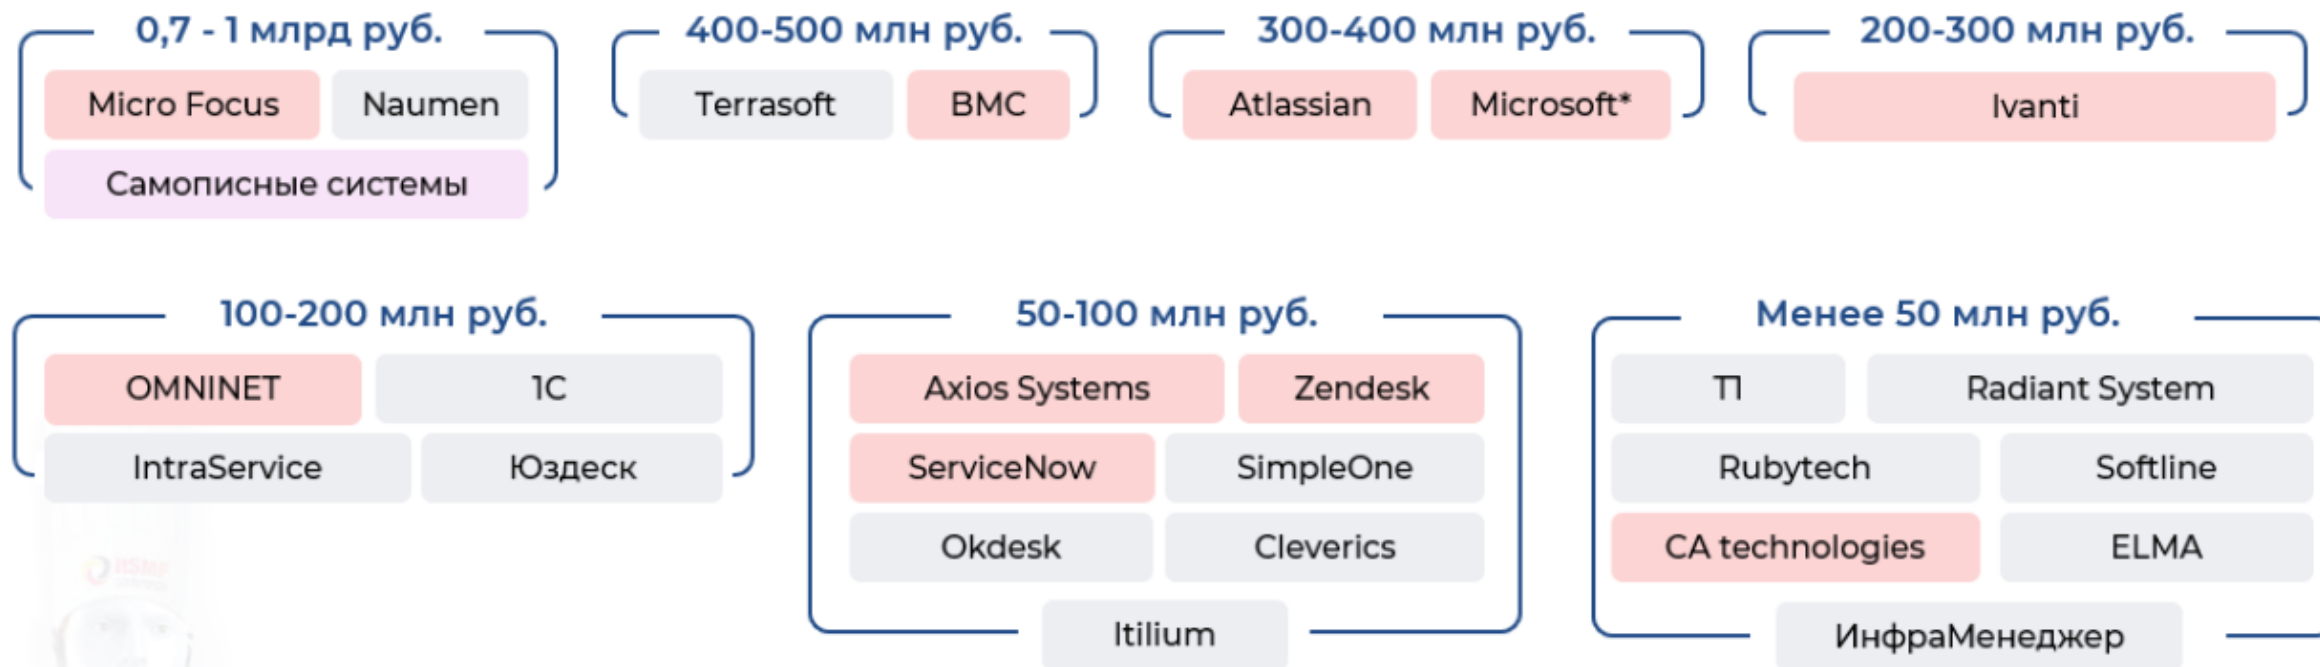 0,7 - 1 млрд руб.
Micro Focus
Naumen
Самописные системы
400-500 млн руб.
Terrasoft
BMC
300-400 млн руб.
Atlassian
Microsoft*
200-300 млн руб.
Ivanti
100-200 млн руб.
OMNINET
1С
IntraService
Юздеск
50-100 млн руб.
Axios Systems
Zendesk
ServiceNow
SimpleOne
Okdesk
Cleverics
Itilium
Менее 50 млн руб.
Т1
Radiant System
Rubytech
Softline
CA technologies
ELMA
ИнфраМенеджер